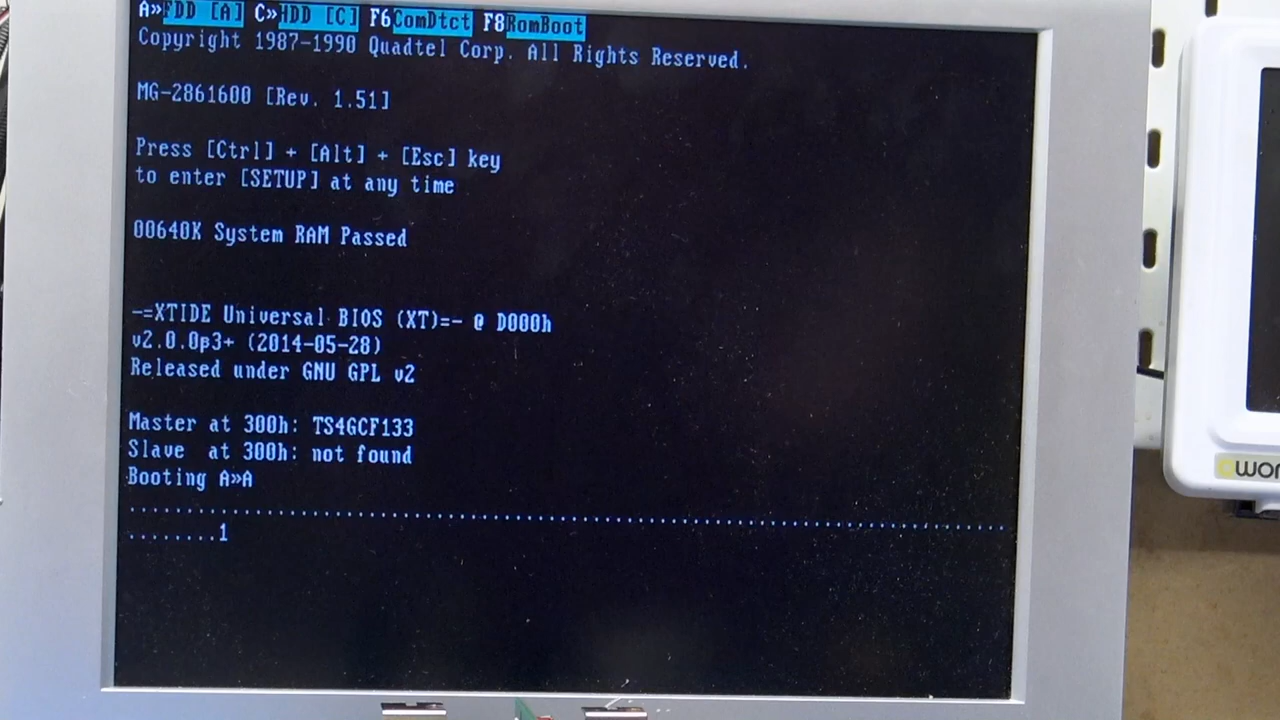 A»FDD [A] C»HDD [C] F6ComDtct F8RomBoot
Copyright 1987-1990 Quadtel Corp. All Rights Reserved.
MG-2861600 [Rev. 1.51]
Press [Ctrl] + [Alt] + [Esc] key
to enter [SETUP] at any time
00640K System RAM Passed
-=XTIDE Universal BIOS (XT)=- @ D000h
v2.0.0β3+ (2014-05-28)
Released under GNU GPL v2
Master at 300h: TS4GCF133
Slave  at 300h: not found
Booting A»A
................................................................................
........1